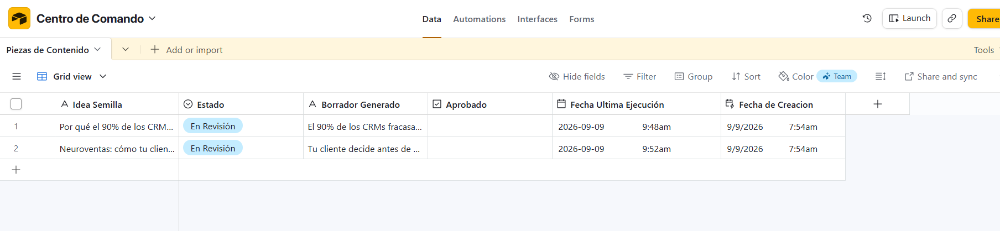 Centro de Comando
Data Automations Interfaces Forms
Launch
Share
Piezas de Contenido
Add or import
Tools
Grid view
Hide fields Filter Group Sort Color Team Share and sync
Idea Semilla Estado Borrador Generado Aprobado Fecha Ultima Ejecución Fecha de Creacion
1 Por qué el 90% de los CRM... En Revisión El 90% de los CRMs fracasa... 2026-09-09 9:48am 9/9/2026 7:54am
2 Neuroventas: cómo tu clien... En Revisión Tu cliente decide antes de ... 2026-09-09 9:52am 9/9/2026 7:54am